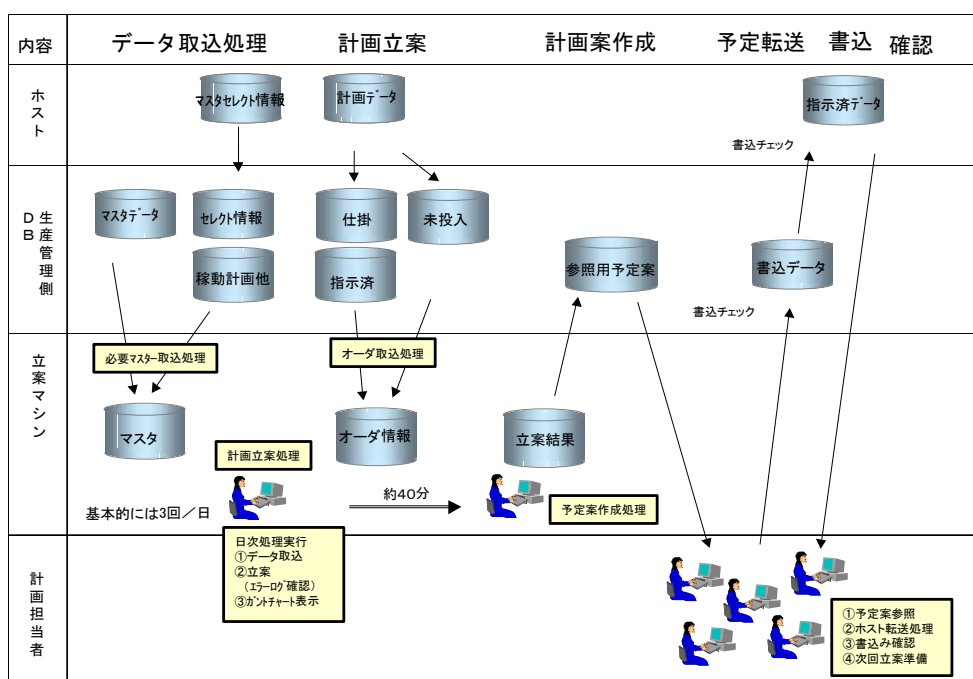 内容
データ取込処理
計画立案
計画案作成
予定転送
書込
確認
ホスト
マスタセレクト情報
計画データ
指示済データ
書込チェック
生産管理側
DB
マスタデータ
セレクト情報
仕掛
未投入
稼動計画他
指示済
参照用予定案
書込データ
書込チェック
立案マシン
必要マスター取込処理
オーダ取込処理
マスタ
オーダ情報
立案結果
計画立案処理
約40分
予定案作成処理
基本的には3回/日
日次処理実行
①データ取込
②立案
(エラーログ確認)
③ガントチャート表示
計画担当者
①予定案参照
②ホスト転送処理
③書込み確認
④次回立案準備